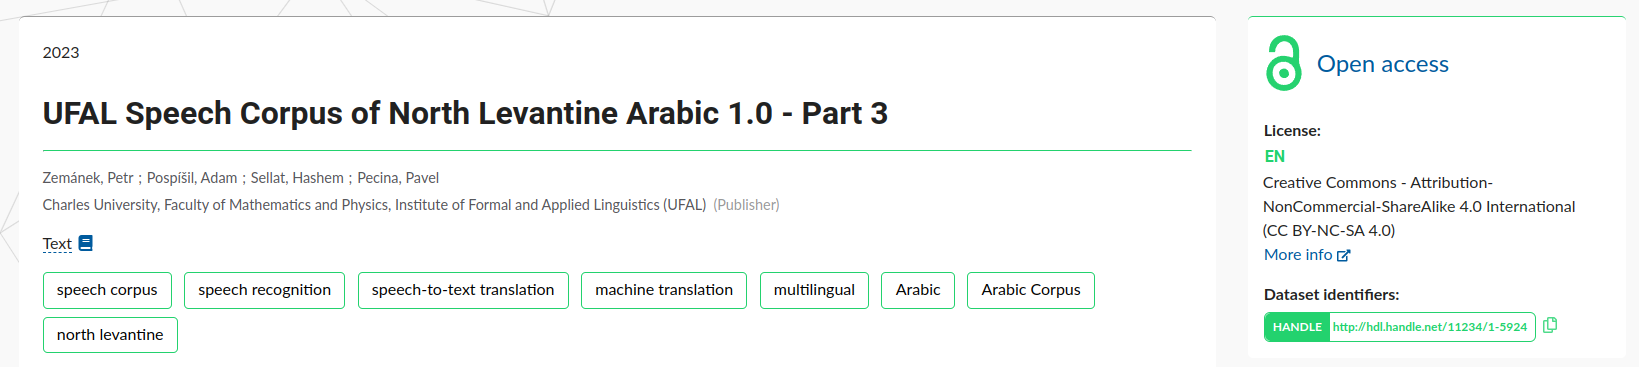 2023
UFAL Speech Corpus of North Levantine Arabic 1.0 - Part 3
Zemánek, Petr ; Pospíšil, Adam ; Sellat, Hashem ; Pecina, Pavel
Charles University, Faculty of Mathematics and Physics, Institute of Formal and Applied Linguistics (UFAL) (Publisher)
Text
speech corpus speech recognition speech-to-text translation machine translation multilingual Arabic Arabic Corpus
north levantine
Open access
License:
EN
Creative Commons - Attribution-
NonCommercial-ShareAlike 4.0 International
(CC BY-NC-SA 4.0)
More info
Dataset identifiers:
HANDLE http://hdl.handle.net/11234/1-5924